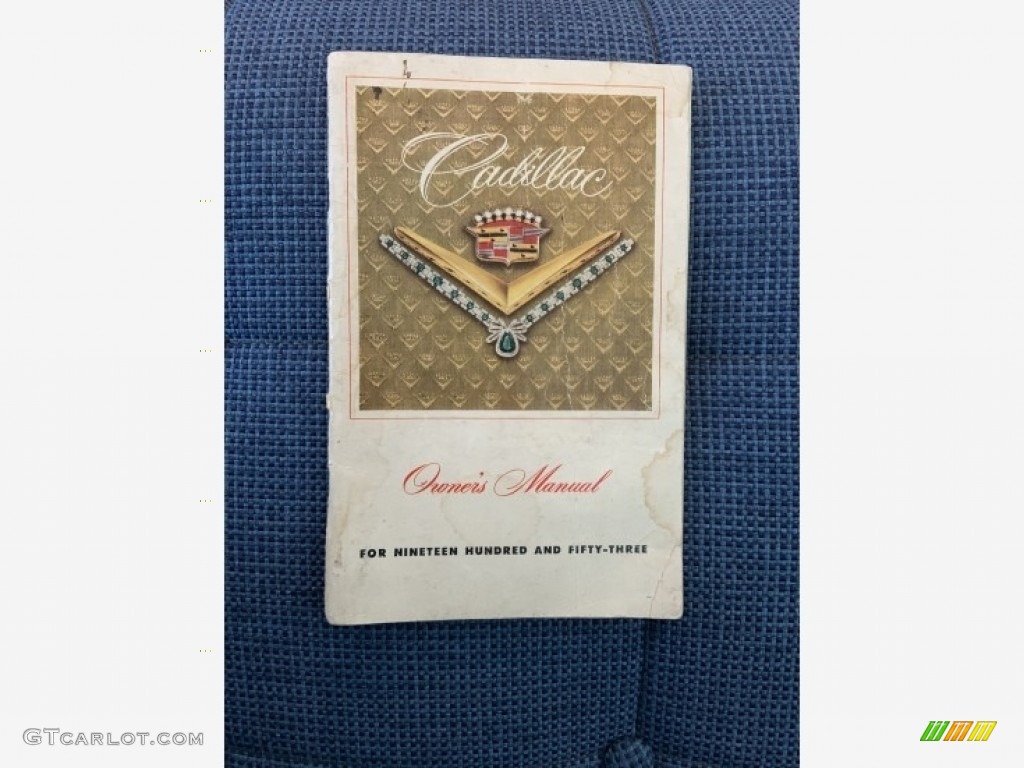 Cadillac
Owner's Manual
FOR NINETEEN HUNDRED AND FIFTY-THREE
GTCARLOT.COM